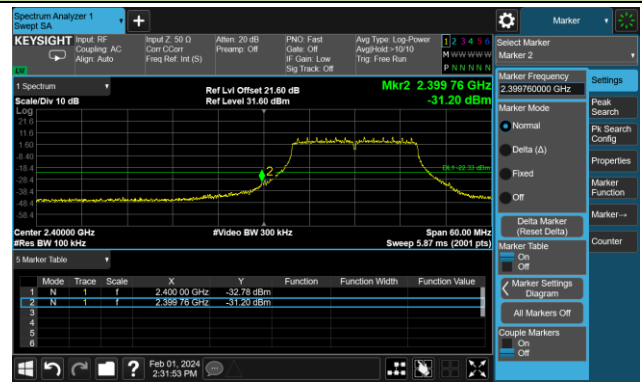 Spectrum Analyzer 1
Swept SA
Marker
KEYSIGHT
Input: RF
Coupling: AC
Align: Auto
Input Z: 50 Ω
Corr CCorr
Freq Ref: Int (S)
Atten: 20 dB
Preamp: Off
PNO: Fast
Gate: Off
IF Gain: Low
Sig Track: Off
Avg Type: Log-Power
Avg|Hold:>10/10
Trig: Free Run
1 2 3 4 5 6
M W W W W W
P N N N N N
LW
Select Marker
Marker 2
1 Spectrum
Scale/Div 10 dB
Ref Lvl Offset 21.60 dB
Ref Level 31.60 dBm
Mkr2 2.399 76 GHz
-31.20 dBm
Log
21.6
11.6
1.60
-8.40
-18.4
-28.4
-38.4
-48.4
-58.4
2
DL1 -22.33 dBm
Center 2.40000 GHz
#Res BW 100 kHz
#Video BW 300 kHz
Span 60.00 MHz
Sweep 5.87 ms (2001 pts)
5 Marker Table
Mode Trace Scale X Y Function Function Width Function Value
1 N 1 f 2.400 00 GHz -32.78 dBm
2 N 1 f 2.399 76 GHz -31.20 dBm
3
4
5
6
Marker Frequency
2.399760000 GHz
Marker Mode
Normal
Delta (Δ)
Fixed
Off
Delta Marker
(Reset Delta)
Marker Table
On
Off
Marker Settings
Diagram
All Markers Off
Couple Markers
On
Off
Settings
Peak
Search
Pk Search
Config
Properties
Marker
Function
Marker→
Counter
?
Feb 01, 2024
2:31:53 PM